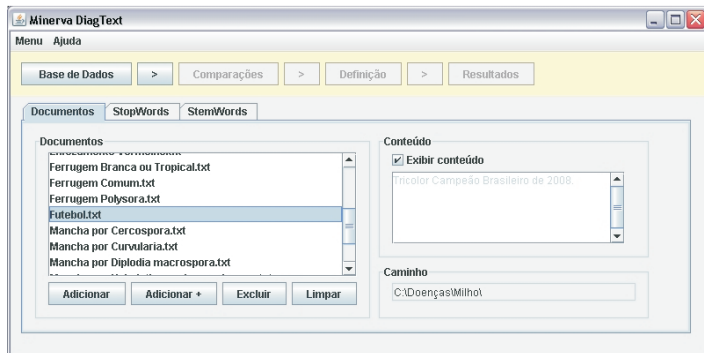 Minerva DiagText
Menu Ajuda
Base de Dados > Comparações > Definição > Resultados
Documentos StopWords StemWords
Documentos
Ferrugem Branca ou Tropical.txt
Ferrugem Comum.txt
Ferrugem Polysora.txt
Futebol.txt
Mancha por Cercospora.txt
Mancha por Curvularia.txt
Mancha por Diplodia macrospora.txt
Adicionar Adicionar + Excluir Limpar
Conteúdo
Exibir conteúdo
Tricolor Campeão Brasileiro de 2008.
Caminho
C:\Doenças\Milho\